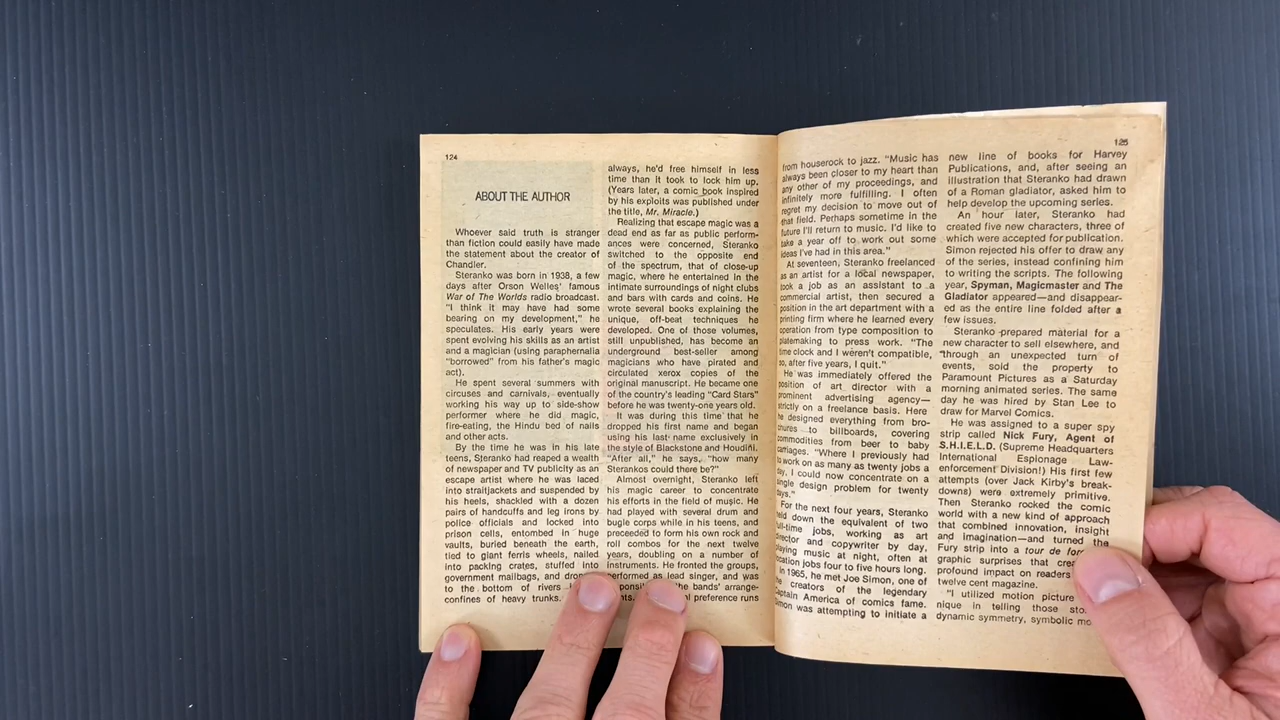 124
ABOUT THE AUTHOR
Whoever said truth is stranger
than fiction could easily have made
the statement about the creator of
Chandler.
Steranko was born in 1938, a few
days after Orson Welles' famous
War of The Worlds radio broadcast.
"I think it may have had some
bearing on my development," he
speculates. His early years were
spent evolving his skills as an artist
and a magician (using paraphernalia
"borrowed" from his father's magic
act).
He spent several summers with
circuses and carnivals, eventually
working his way up to side-show
performer where he did magic,
fire-eating, the Hindu bed of nails
and other acts.
By the time he was in his late
teens, Steranko had reaped a wealth
of newspaper and TV publicity as an
escape artist where he was laced
into straitjackets and suspended by
his heels, shackled with a dozen
pairs of handcuffs and leg irons by
police officials and locked into
prison cells, entombed in huge
vaults, buried beneath the earth,
tied to giant ferris wheels, nailed
into packing crates, stuffed into
government mailbags, and
to the bottom of rivers
confines of heavy trunks.
always, he'd free himself in less
time than it took to lock him up.
(Years later, a comic book inspired
by his exploits was published under
the title, Mr. Miracle.)
Realizing that escape magic was a
dead end as far as public perform-
ances were concerned, Steranko
switched to the opposite end
of the spectrum, that of close-up
magic, where he entertained in the
intimate surroundings of night clubs
and bars with cards and coins. He
wrote several books explaining the
unique, off-beat techniques he
developed. One of those volumes,
still unpublished, has become an
underground best-seller among
magicians who have pirated and
circulated xerox copies of the
original manuscript. He became one
of the country's leading "Card Stars"
before he was twenty-one years old.
It was during this time that he
dropped his first name and began
using his last name exclusively in
the style of Blackstone and Houdini.
"After all," he says, "how many
Sterankos could there be?"
Almost overnight, Steranko left
his magic career to concentrate
his efforts in the field of music. He
had played with several drum and
bugle corps while in his teens, and
preceeded to form his own rock and
roll combos for the next twelve
years, doubling on a number of
instruments. He fronted the groups,
performed as lead singer, and was
the bands' arrange-
preference runs
125
from houserock to jazz. "Music has
always been closer to my heart than
any other of my proceedings, and
infinitely more fulfilling. I often
regret my decision to move out of
that field. Perhaps sometime in the
future I'll return to music. I'd like to
take a year off to work out some
ideas I've had in this area."
At seventeen, Steranko freelanced
as an artist for a local newspaper,
took a job as an assistant to a
commercial artist, then secured a
position in the art department with a
printing firm where he learned every
operation from type composition to
platemaking to press work. "The
time clock and I weren't compatible,
so, after five years, I quit."
He was immediately offered the
position of art director with a
prominent advertising agency—
strictly on a freelance basis. Here
he designed everything from bro-
chures to billboards, covering
commodities from beer to baby
carriages. "Where I previously had
to work on as many as twenty jobs a
day, I could now concentrate on a
single design problem for twenty
days."
For the next four years, Steranko
held down the equivalent of two
full-time jobs, working as art
director and copywriter by day,
playing music at night, often at
location jobs four to five hours long.
In 1965, he met Joe Simon, one of
the creators of the legendary
Captain America of comics fame.
Simon was attempting to initiate a
new line of books for Harvey
Publications, and, after seeing an
illustration that Steranko had drawn
of a Roman gladiator, asked him to
help develop the upcoming series.
An hour later, Steranko had
created five new characters, three of
which were accepted for publication.
Simon rejected his offer to draw any
of the series, instead confining him
to writing the scripts. The following
year, Spyman, Magicmaster and The
Gladiator appeared—and disappear-
ed as the entire line folded after a
few issues.
Steranko prepared material for a
new character to sell elsewhere, and
through an unexpected turn of
events, sold the property to
Paramount Pictures as a Saturday
morning animated series. The same
day he was hired by Stan Lee to
draw for Marvel Comics.
He was assigned to a super spy
strip called Nick Fury, Agent of
S.H.I.E.L.D. (Supreme Headquarters
International Espionage Law-
enforcement Division!) His first few
attempts (over Jack Kirby's break-
downs) were extremely primitive.
Then Steranko rocked the comic
world with a new kind of approach
that combined innovation, insight
and imagination—and turned the
Fury strip into a tour de
graphic surprises that
profound impact on readers
twelve cent magazine.
"I utilized motion picture
nique in telling those
dynamic symmetry, symbolic